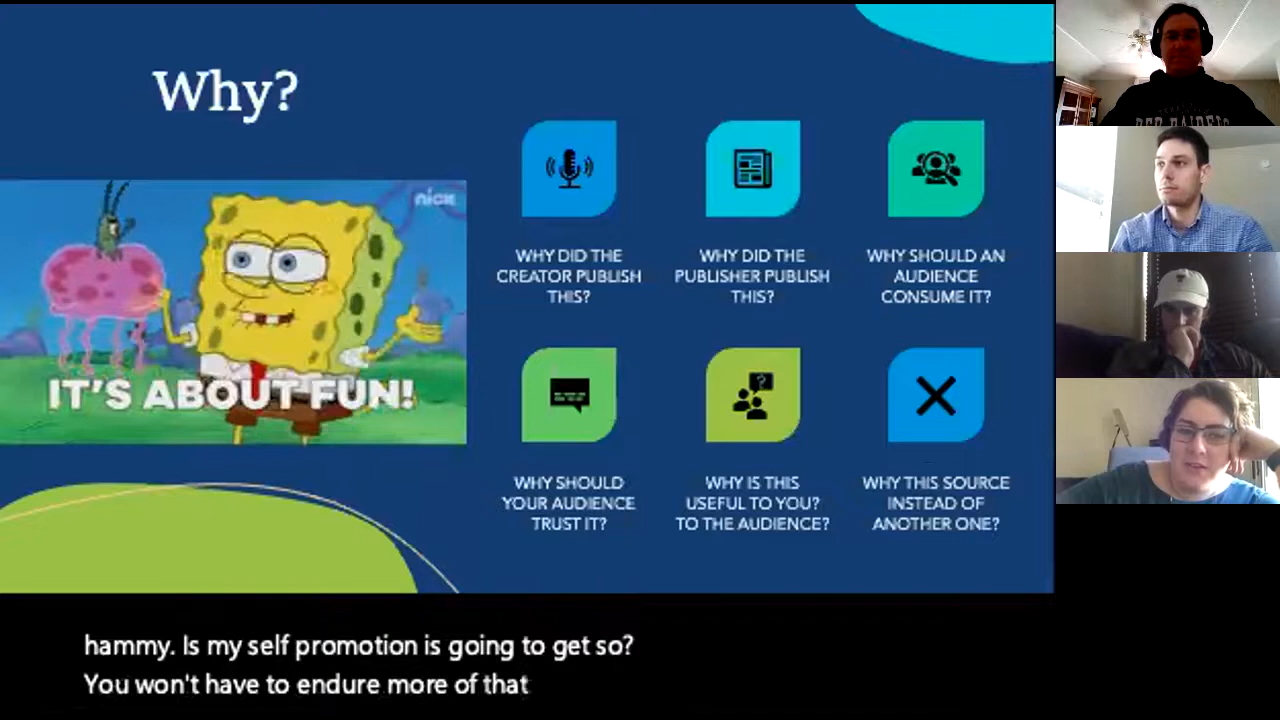 Why?
nick
IT'S ABOUT FUN!
WHY DID THE
CREATOR PUBLISH
THIS?
WHY DID THE
PUBLISHER PUBLISH
THIS?
WHY SHOULD AN
AUDIENCE
CONSUME IT?
?
WHY SHOULD
YOUR AUDIENCE
TRUST IT?
WHY IS THIS
USEFUL TO YOU?
TO THE AUDIENCE?
WHY THIS SOURCE
INSTEAD OF
ANOTHER ONE?
RED RAIDERS
hammy. Is my self promotion is going to get so?
You won't have to endure more of that